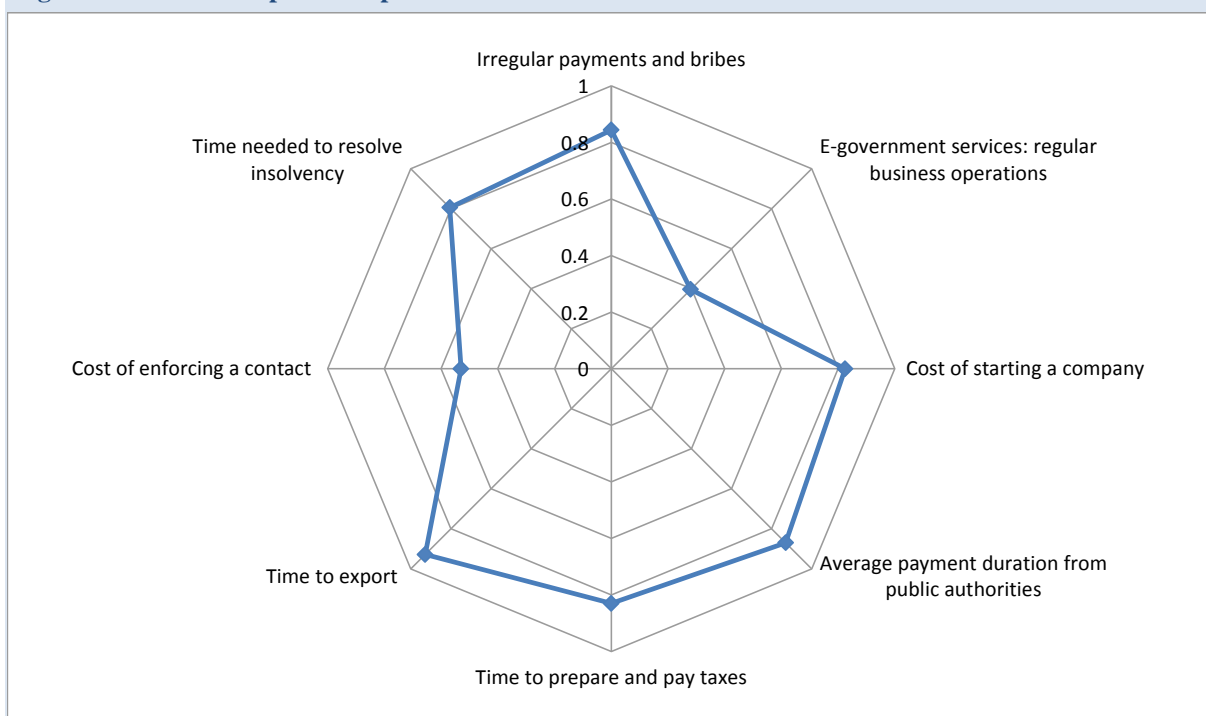 Irregular payments and bribes
1
Time needed to resolve
insolvency
E-government services: regular
business operations
0.8
0.6
0.4
0.2
0
Cost of enforcing a contact
Cost of starting a company
Time to export
Average payment duration from
public authorities
Time to prepare and pay taxes